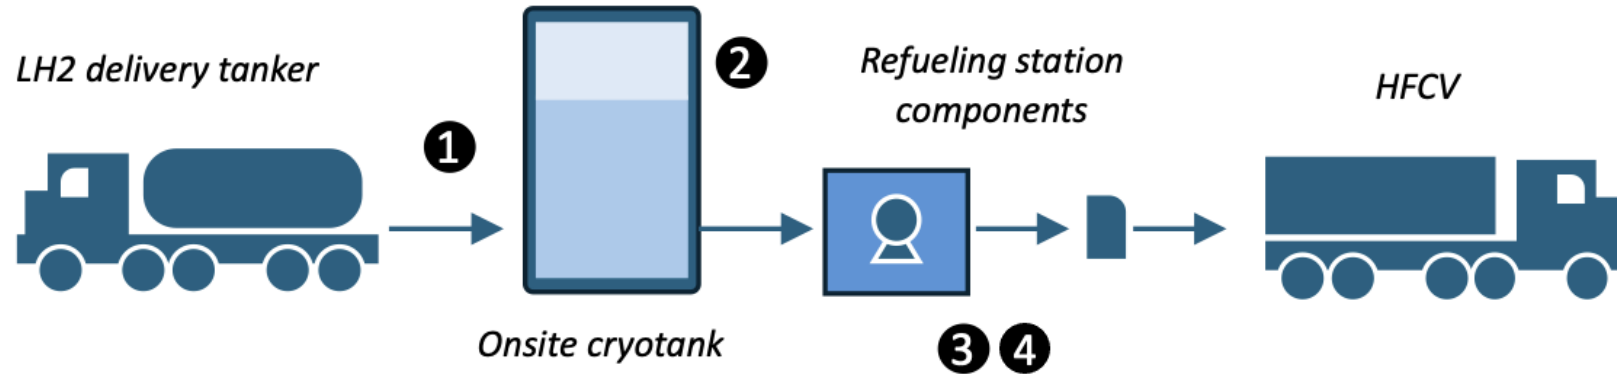 LH2 delivery tanker
1
2
Refueling station
components
HFCV
Onsite cryotank
3 4